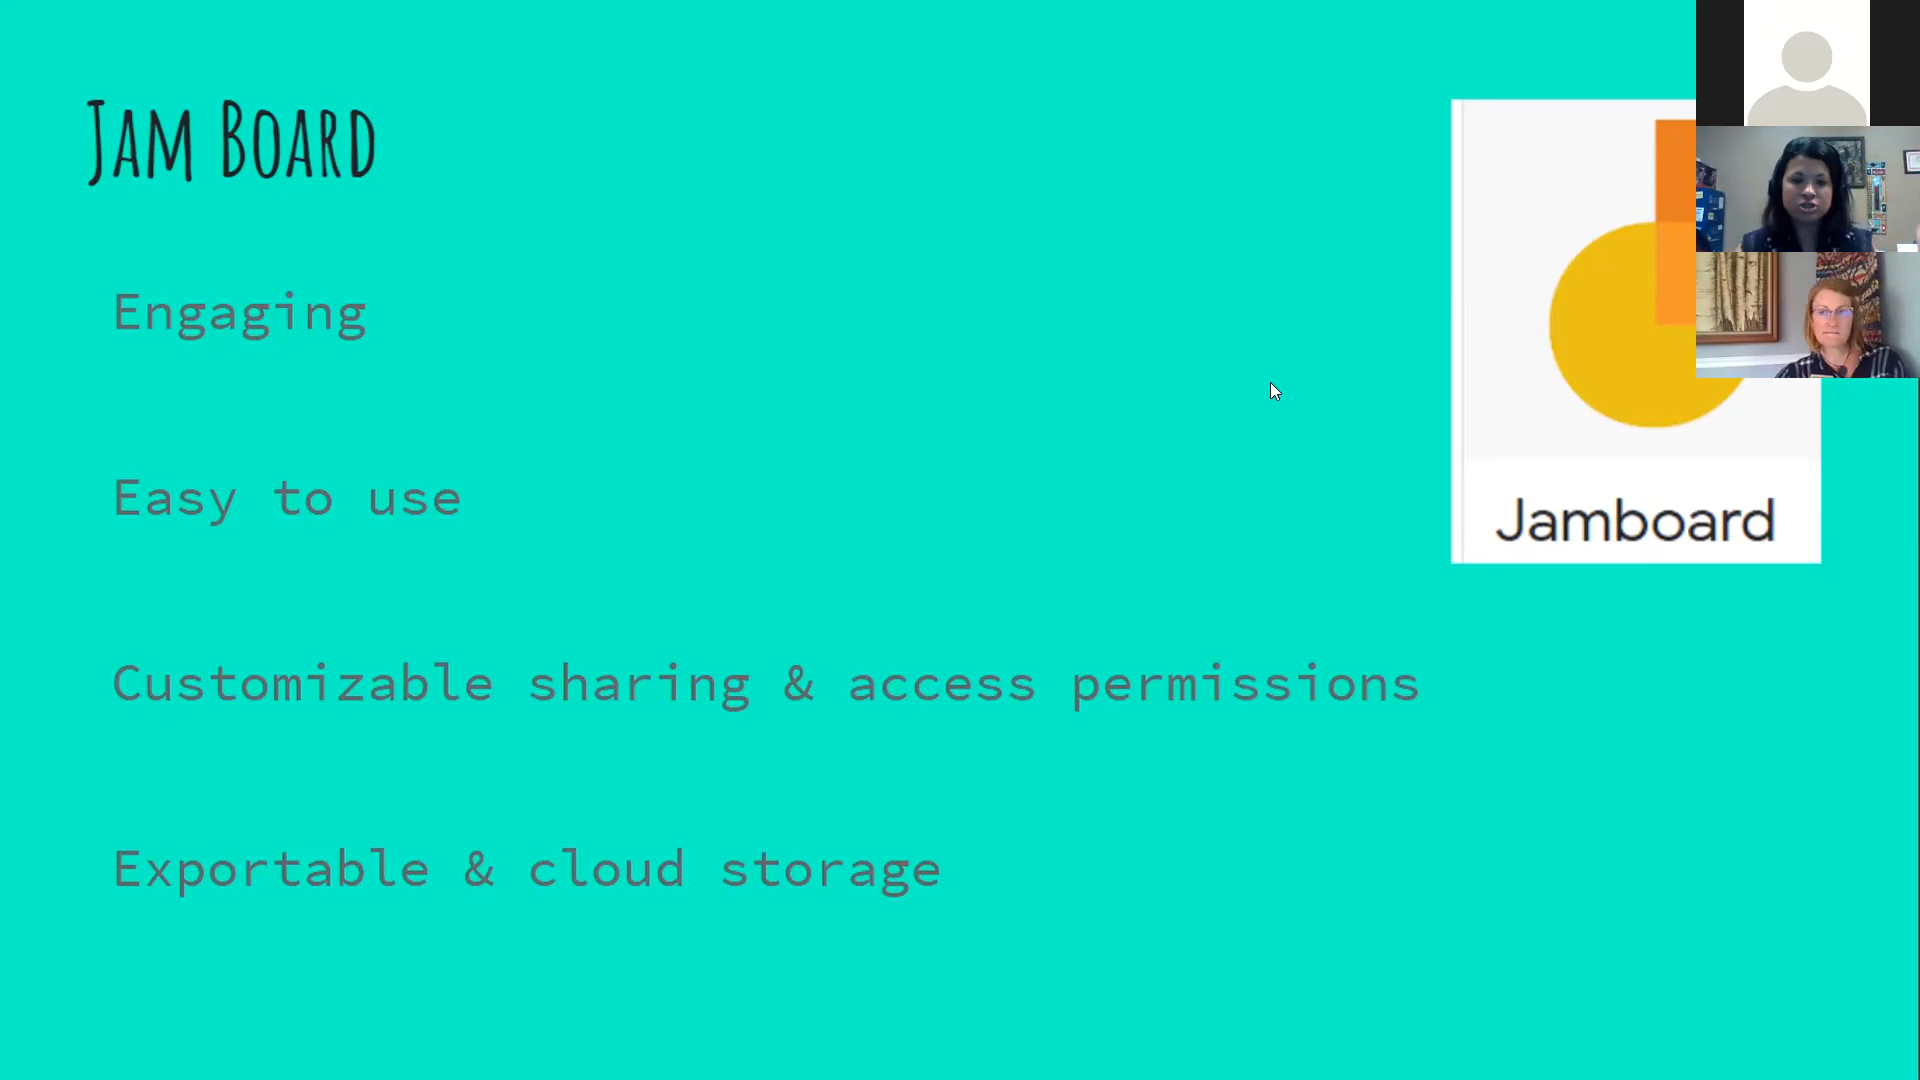 Jam Board
Engaging
Easy to use
Customizable sharing & access permissions
Exportable & cloud storage
Jamboard